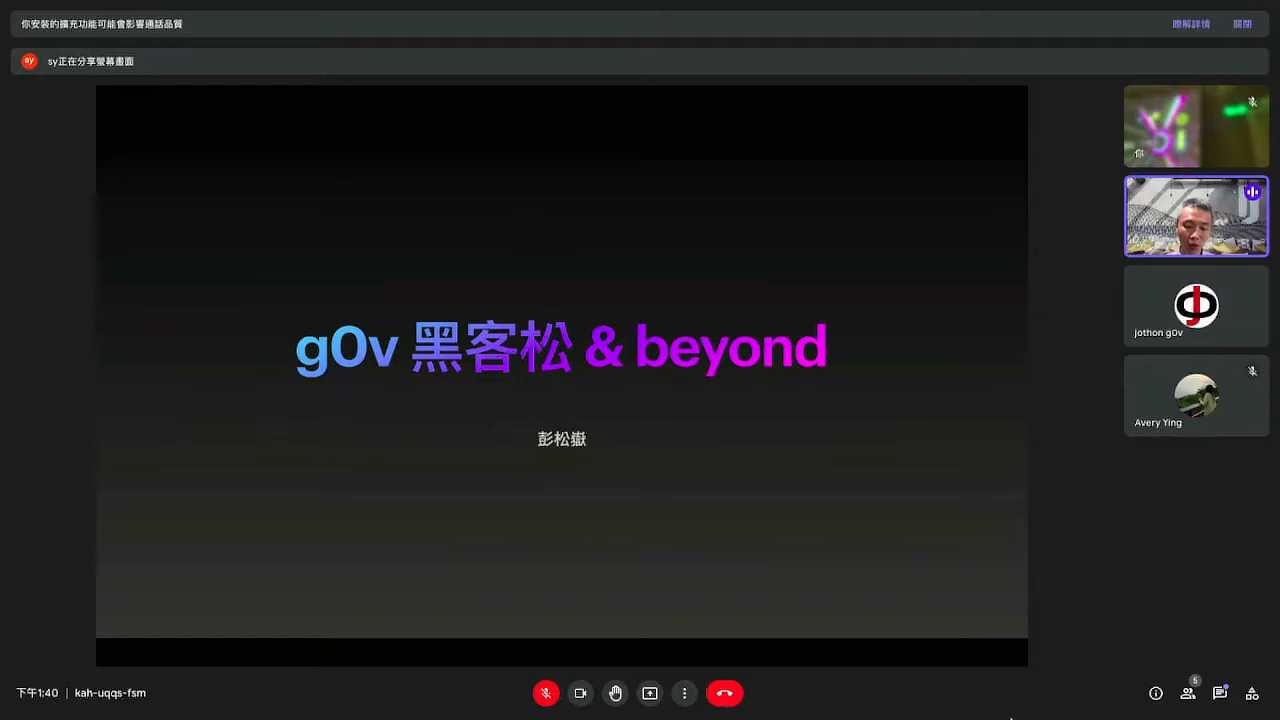 你安裝的擴充功能可能會影響通話品質
瞭解詳情
關閉
sy
sy正在分享螢幕畫面
你
jothon g0v
Avery Ying
g0v 黑客松 & beyond
彭松嶽
下午1:40 | kah-uqqs-fsm
5